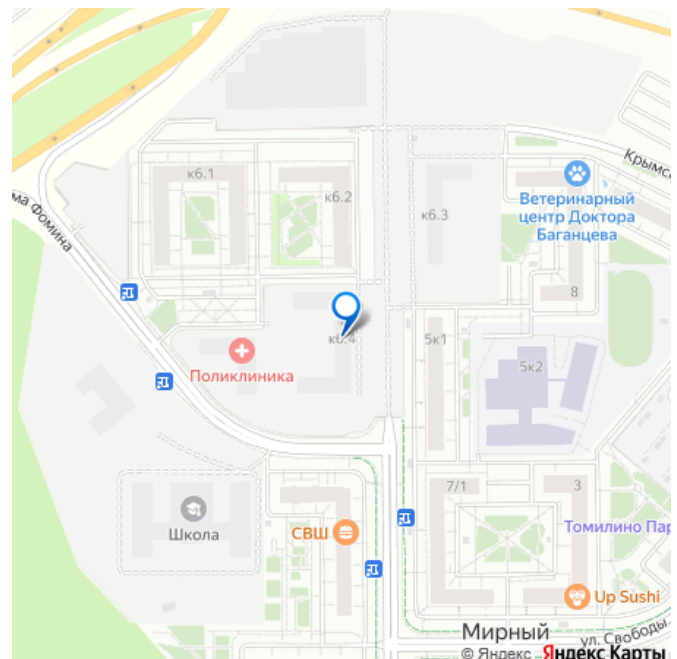 к6.1
к6.2
к6.3
Крымск
Ветеринарный
центр Доктора
Баганцева
ма Фомина
8
к6.4
5к1
5к2
Поликлиника
7/1
3
Школа
СВШ
Томилино Пар
Up Sushi
Мирный
ул. Свободы
© Яндекс Яндекс Карты